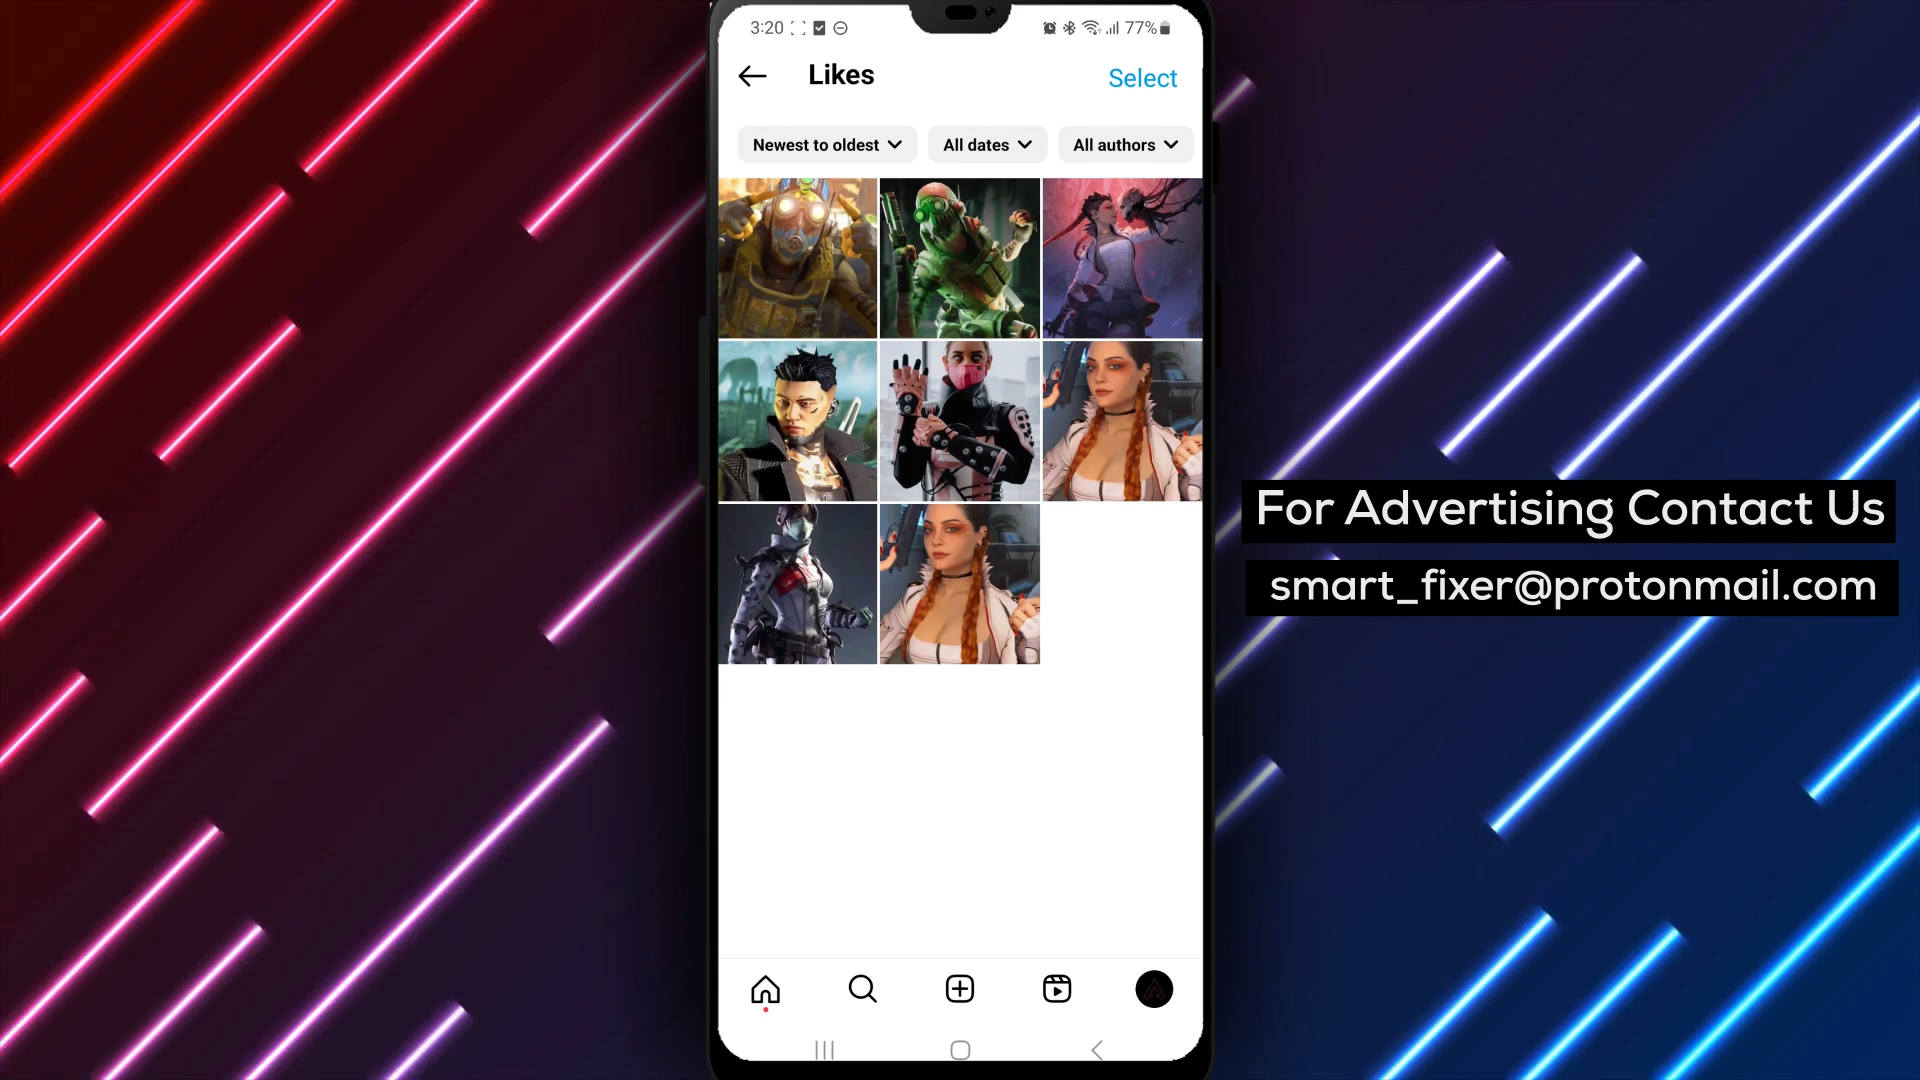 3:20
77%
Likes
Select
Newest to oldest
All dates
All authors
For Advertising Contact Us
smart_fixer@protonmail.com